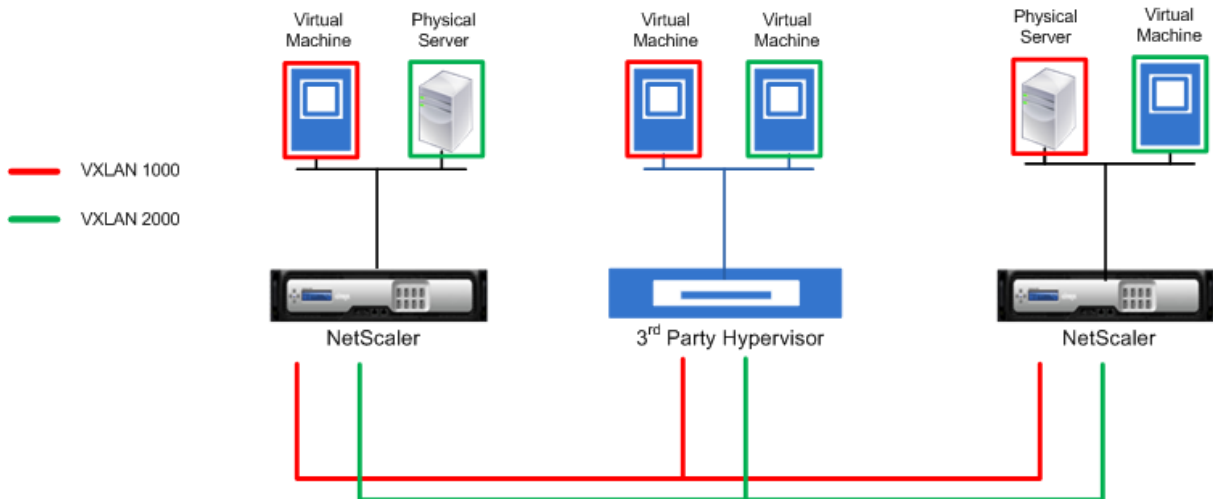 Virtual
Machine
Physical
Server
Virtual
Machine
Virtual
Machine
Physical
Server
Virtual
Machine
VXLAN 1000
VXLAN 2000
NetScaler
3rd Party Hypervisor
NetScaler